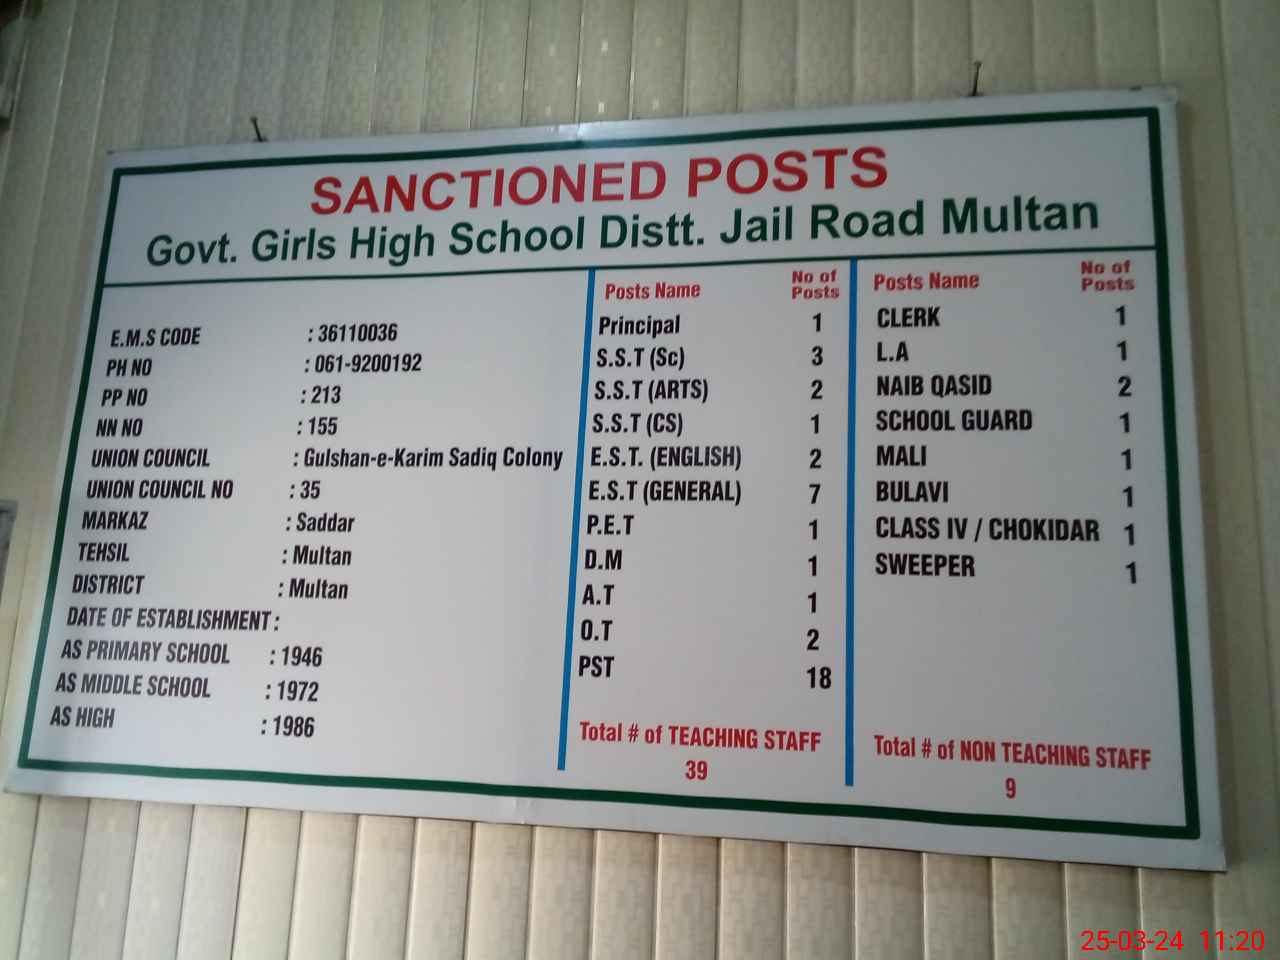 SANCTIONED POSTS
Govt. Girls High School Distt. Jail Road Multan
E.M.S CODE : 36110036
PH NO : 061-9200192
PP NO : 213
NN NO : 155
UNION COUNCIL : Gulshan-e-Karim Sadiq Colony
UNION COUNCIL NO : 35
MARKAZ : Saddar
TEHSIL : Multan
DISTRICT : Multan
DATE OF ESTABLISHMENT :
AS PRIMARY SCHOOL : 1946
AS MIDDLE SCHOOL : 1972
AS HIGH : 1986
Posts Name No of Posts
Principal 1
S.S.T (Sc) 3
S.S.T (ARTS) 2
S.S.T (CS) 1
E.S.T. (ENGLISH) 2
E.S.T (GENERAL) 7
P.E.T 1
D.M 1
A.T 1
O.T 2
PST 18
Total # of TEACHING STAFF
39
Posts Name No of Posts
CLERK 1
L.A 1
NAIB QASID 2
SCHOOL GUARD 1
MALI 1
BULAVI 1
CLASS IV / CHOKIDAR 1
SWEEPER 1
Total # of NON TEACHING STAFF
9
25-03-24 11:20